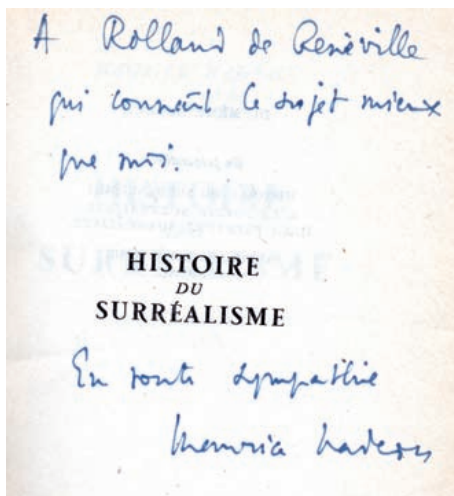 A Rolland de Renéville
qui connaît le sujet mieux
que moi.
HISTOIRE
DU
SURRÉALISME
En toute sympathie
Maurice Nadeau